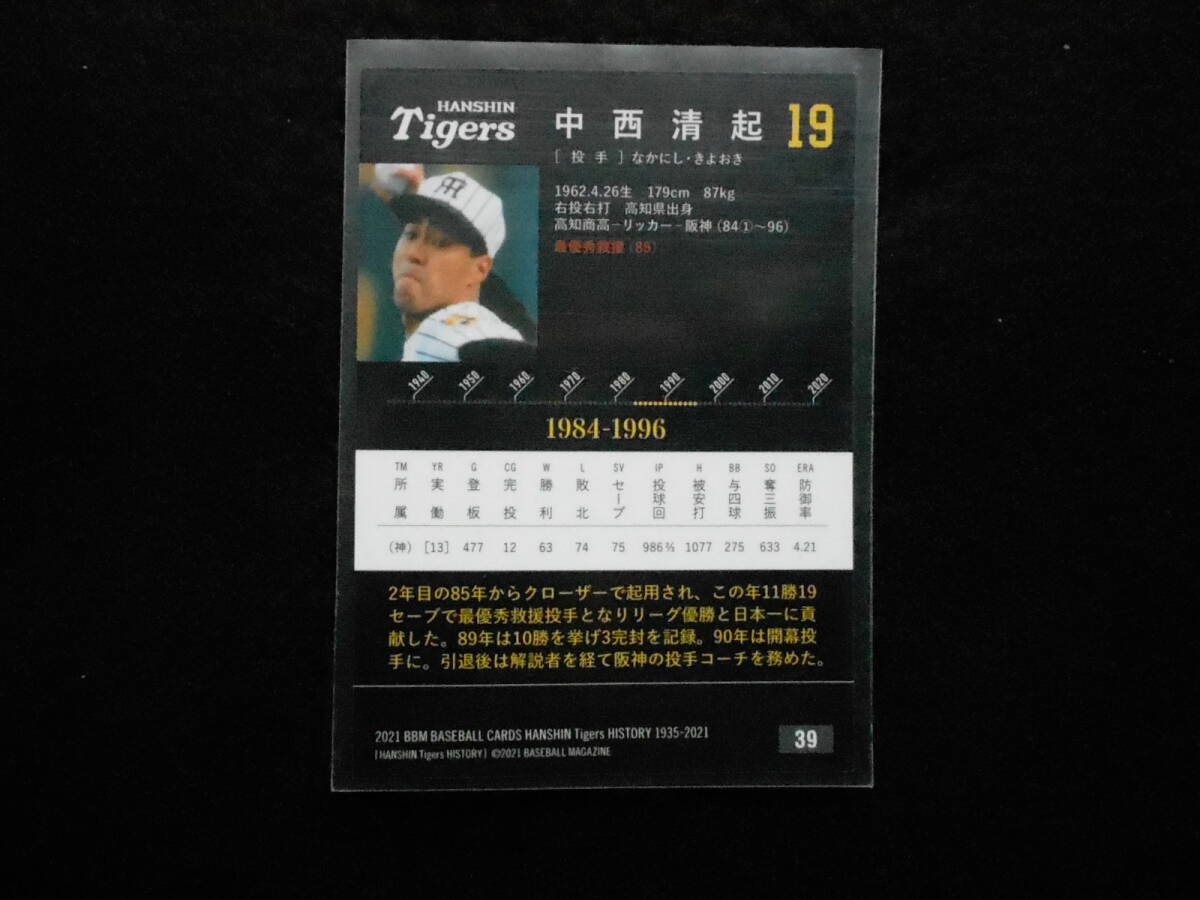 HANSHIN
Tigers
中西清起 19
[投手] なかにし・きよおき
1962.4.26生 179cm 87kg
右投右打 高知県出身
高知商高-リッカー-阪神(84①~96)
最優秀救援(85)
1940 1950 1960 1970 1980 1990 2000 2010 2020
1984-1996
TM YR G CG W L SV IP H BB SO ERA
所属 実働 登板 完投 勝利 敗北 セーブ 投球回 被安打 与四球 奪三振 防御率
(神) [13] 477 12 63 74 75 986⅔ 1077 275 633 4.21
2年目の85年からクローザーで起用され、この年11勝19
セーブで最優秀救援投手となりリーグ優勝と日本一に貢
献した。89年は10勝を挙げ3完封を記録。90年は開幕投
手に。引退後は解説者を経て阪神の投手コーチを務めた。
2021 BBM BASEBALL CARDS HANSHIN Tigers HISTORY 1935-2021
[HANSHIN Tigers HISTORY] ©2021 BASEBALL MAGAZINE
39